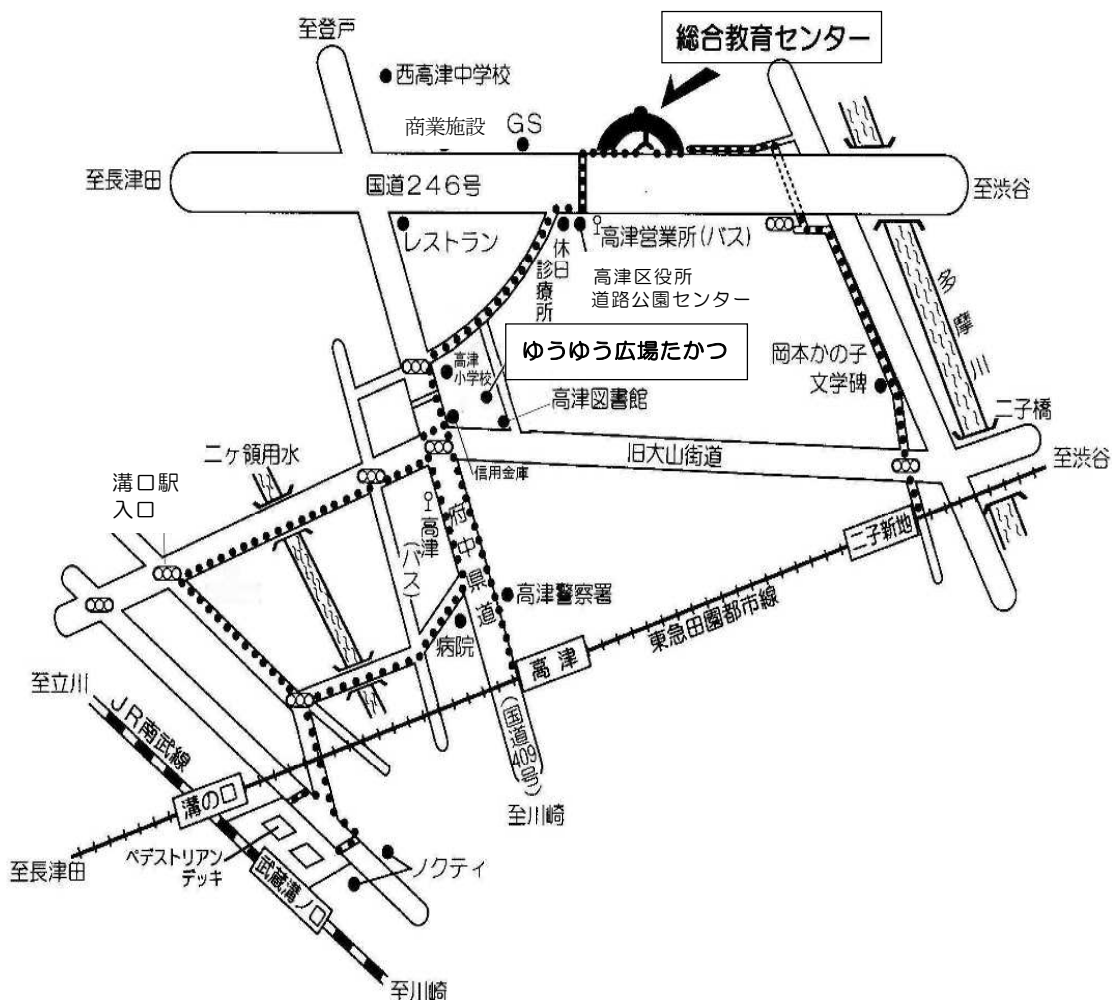 至登戸
総合教育センター
西高津中学校
商業施設
GS
至長津田
国道246号
至渋谷
レストラン
休日
診療所
高津営業所(バス)
高津区役所
道路公園センター
多摩川
ゆうゆう広場たかつ
高津
小学校
岡本かの子
文学碑
高津図書館
二子橋
旧大山街道
至渋谷
二ヶ領用水
溝口駅
入口
信用金庫
高津
(バス)
府中県道
二子新地
高津警察署
病院
東急田園都市線
高津
至立川
JR南武線
(国道
409
号)
至川崎
溝の口
至長津田
ペデストリアン
デッキ
ノクティ
武蔵溝ノ口
至川崎